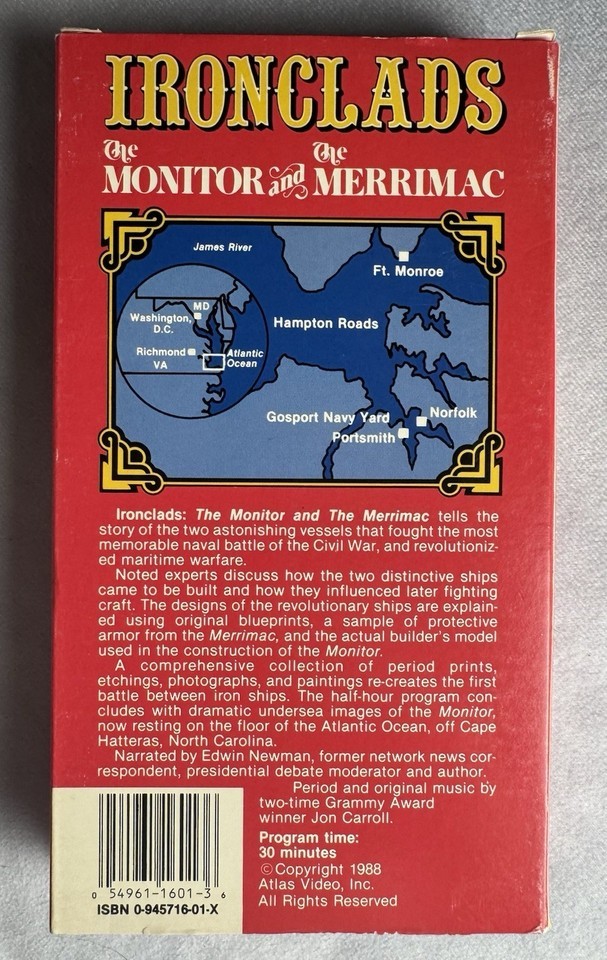 IRONCLADS
The The
MONITOR and MERRIMAC
James River
Ft. Monroe
MD
Washington,
D.C.
Hampton Roads
Richmond
VA
Atlantic
Ocean
Gosport Navy Yard
Norfolk
Portsmith
Ironclads: The Monitor and The Merrimac tells the
story of the two astonishing vessels that fought the most
memorable naval battle of the Civil War, and revolutioniz-
ed maritime warfare.
Noted experts discuss how the two distinctive ships
came to be built and how they influenced later fighting
craft. The designs of the revolutionary ships are explain-
ed using original blueprints, a sample of protective
armor from the Merrimac, and the actual builder's model
used in the construction of the Monitor.
A comprehensive collection of period prints,
etchings, photographs, and paintings re-creates the first
battle between iron ships. The half-hour program con-
cludes with dramatic undersea images of the Monitor,
now resting on the floor of the Atlantic Ocean, off Cape
Hatteras, North Carolina.
Narrated by Edwin Newman, former network news cor-
respondent, presidential debate moderator and author.
Period and original music by
two-time Grammy Award
winner Jon Carroll.
Program time:
30 minutes
© Copyright 1988
Atlas Video, Inc.
All Rights Reserved
0 54961-1601-3 6
ISBN 0-945716-01-X